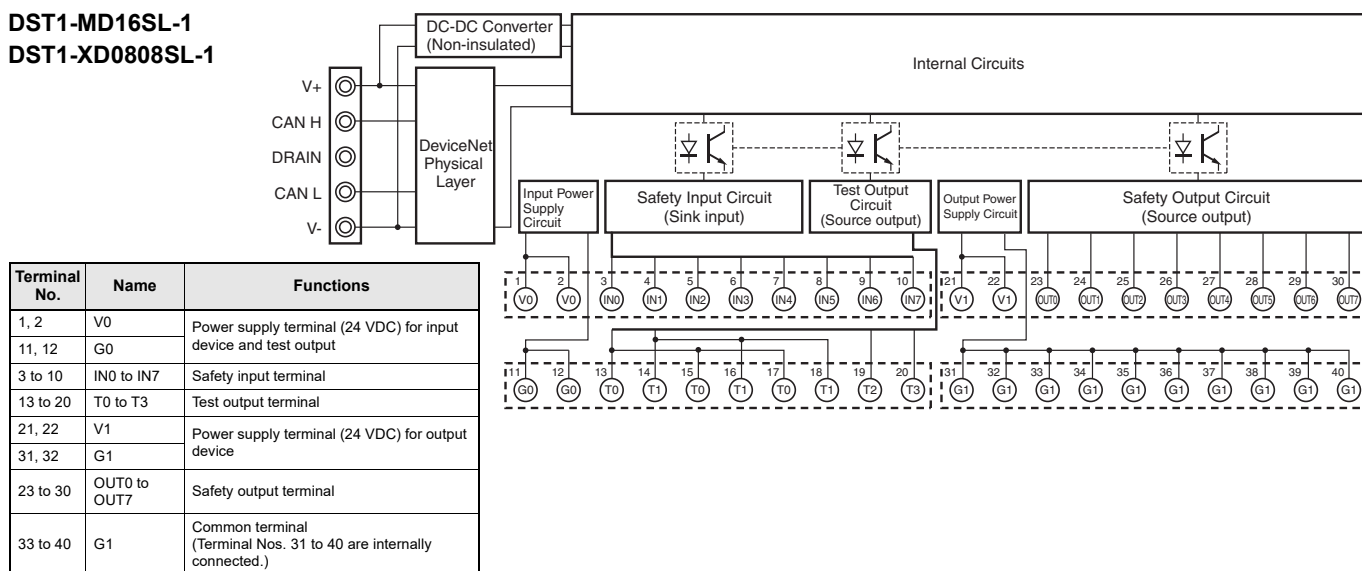 DST1-MD16SL-1
DST1-XD0808SL-1
DC-DC Converter
(Non-insulated)
Internal Circuits
V+
CAN H
DRAIN
CAN L
V-
DeviceNet
Physical
Layer
Input Power
Supply
Circuit
Safety Input Circuit
(Sink input)
Test Output
Circuit
(Source output)
Output Power
Supply Circuit
Safety Output Circuit
(Source output)
1 2 3 4 5 6 7 8 9 10 21 22 23 24 25 26 27 28 29 30
V0 V0 IN0 IN1 IN2 IN3 IN4 IN5 IN6 IN7 V1 V1 OUT0 OUT1 OUT2 OUT3 OUT4 OUT5 OUT6 OUT7
11 12 13 14 15 16 17 18 19 20 31 32 33 34 35 36 37 38 39 40
G0 G0 T0 T1 T0 T1 T0 T1 T2 T3 G1 G1 G1 G1 G1 G1 G1 G1 G1 G1
Terminal No. Name Functions
1, 2 V0 Power supply terminal (24 VDC) for input
11, 12 G0 device and test output
3 to 10 IN0 to IN7 Safety input terminal
13 to 20 T0 to T3 Test output terminal
21, 22 V1 Power supply terminal (24 VDC) for output
31, 32 G1 device
23 to 30 OUT0 to OUT7 Safety output terminal
33 to 40 G1 Common terminal
(Terminal Nos. 31 to 40 are internally
connected.)